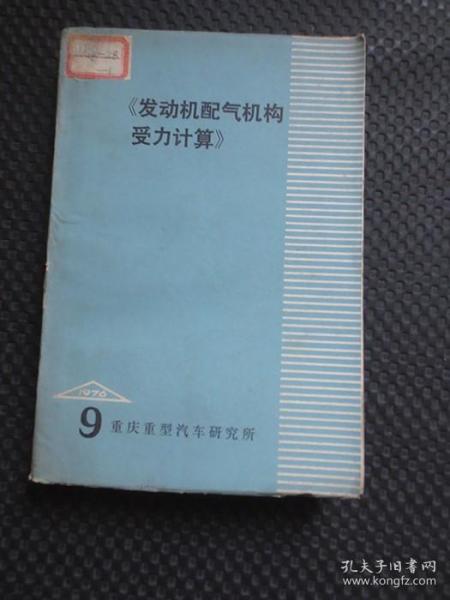 《发动机配气机构
受力计算》
1976
9 重庆重型汽车研究所
孔夫子旧书网
www.kongfz.com